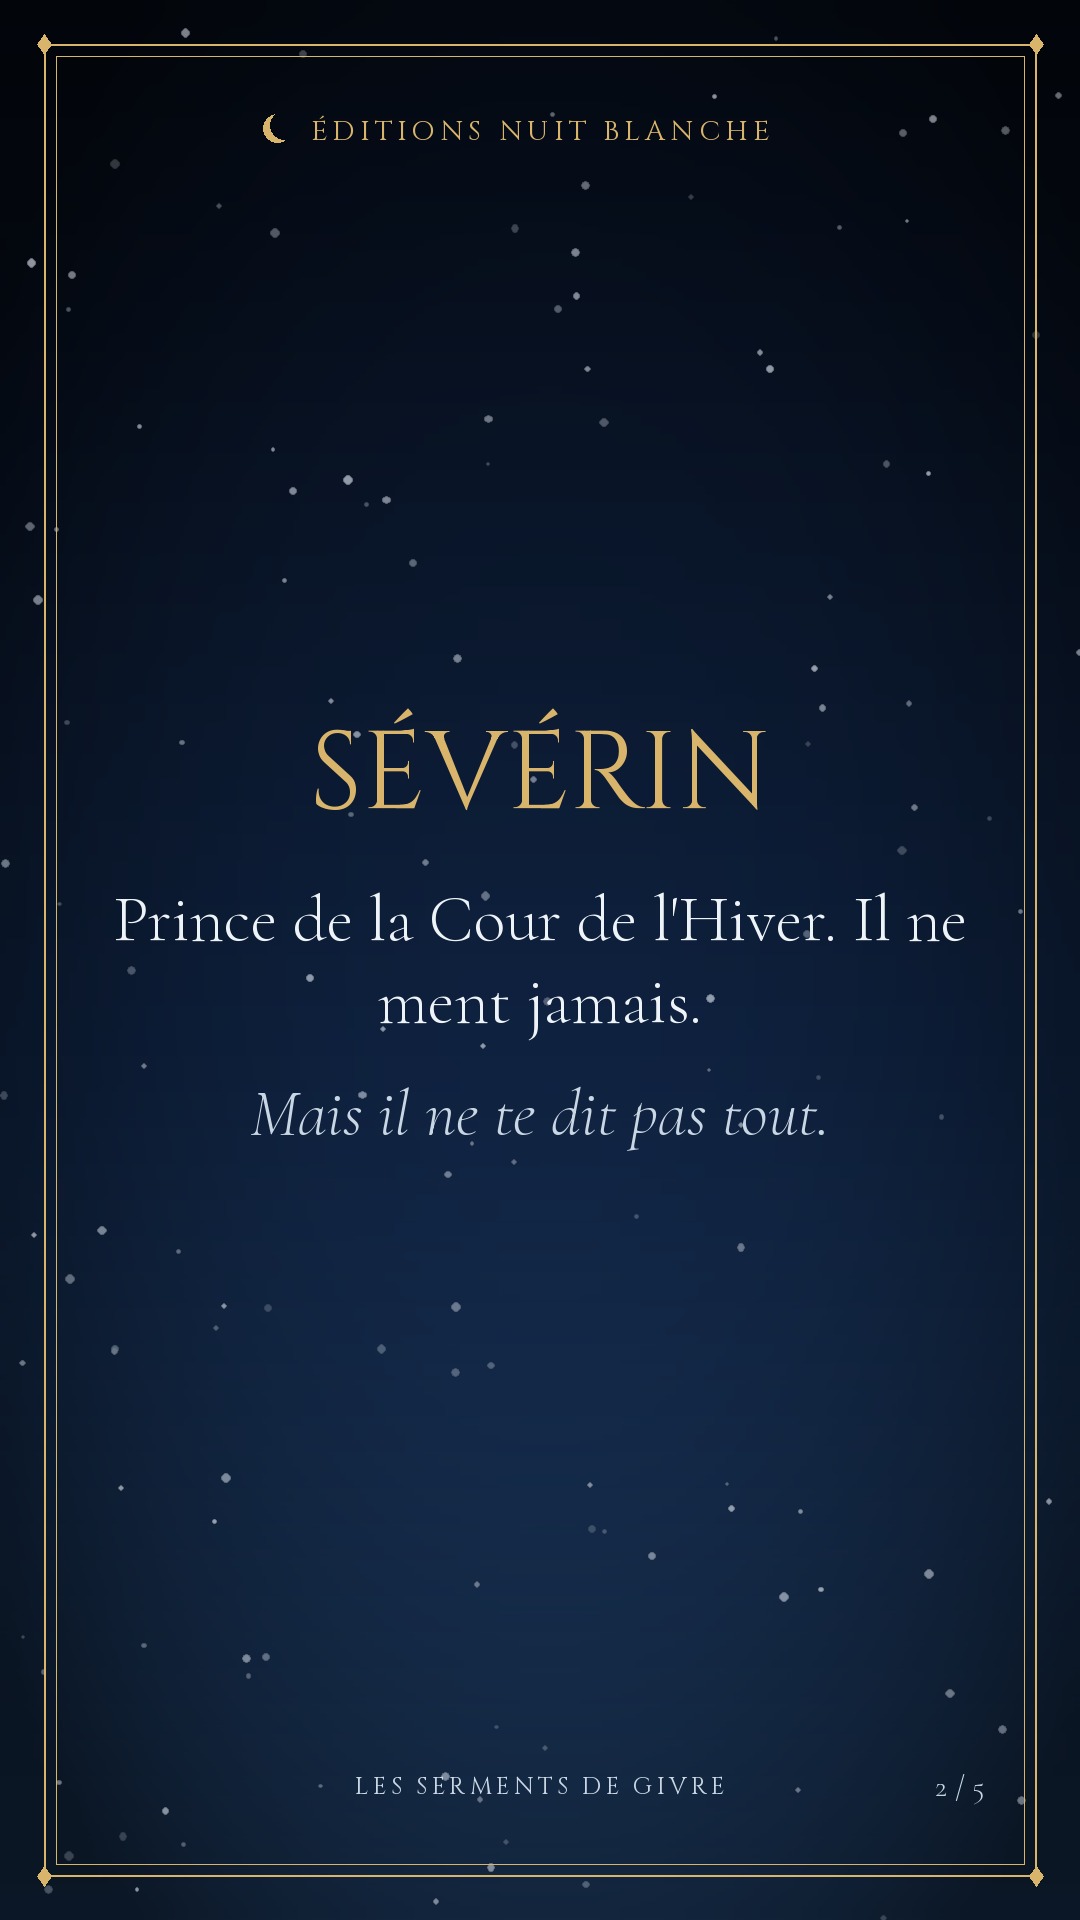 ÉDITIONS NUIT BLANCHE
SÉVÉRIN
Prince de la Cour de l'Hiver. Il ne
ment jamais.
Mais il ne te dit pas tout.
LES SERMENTS DE GIVRE
2 / 5